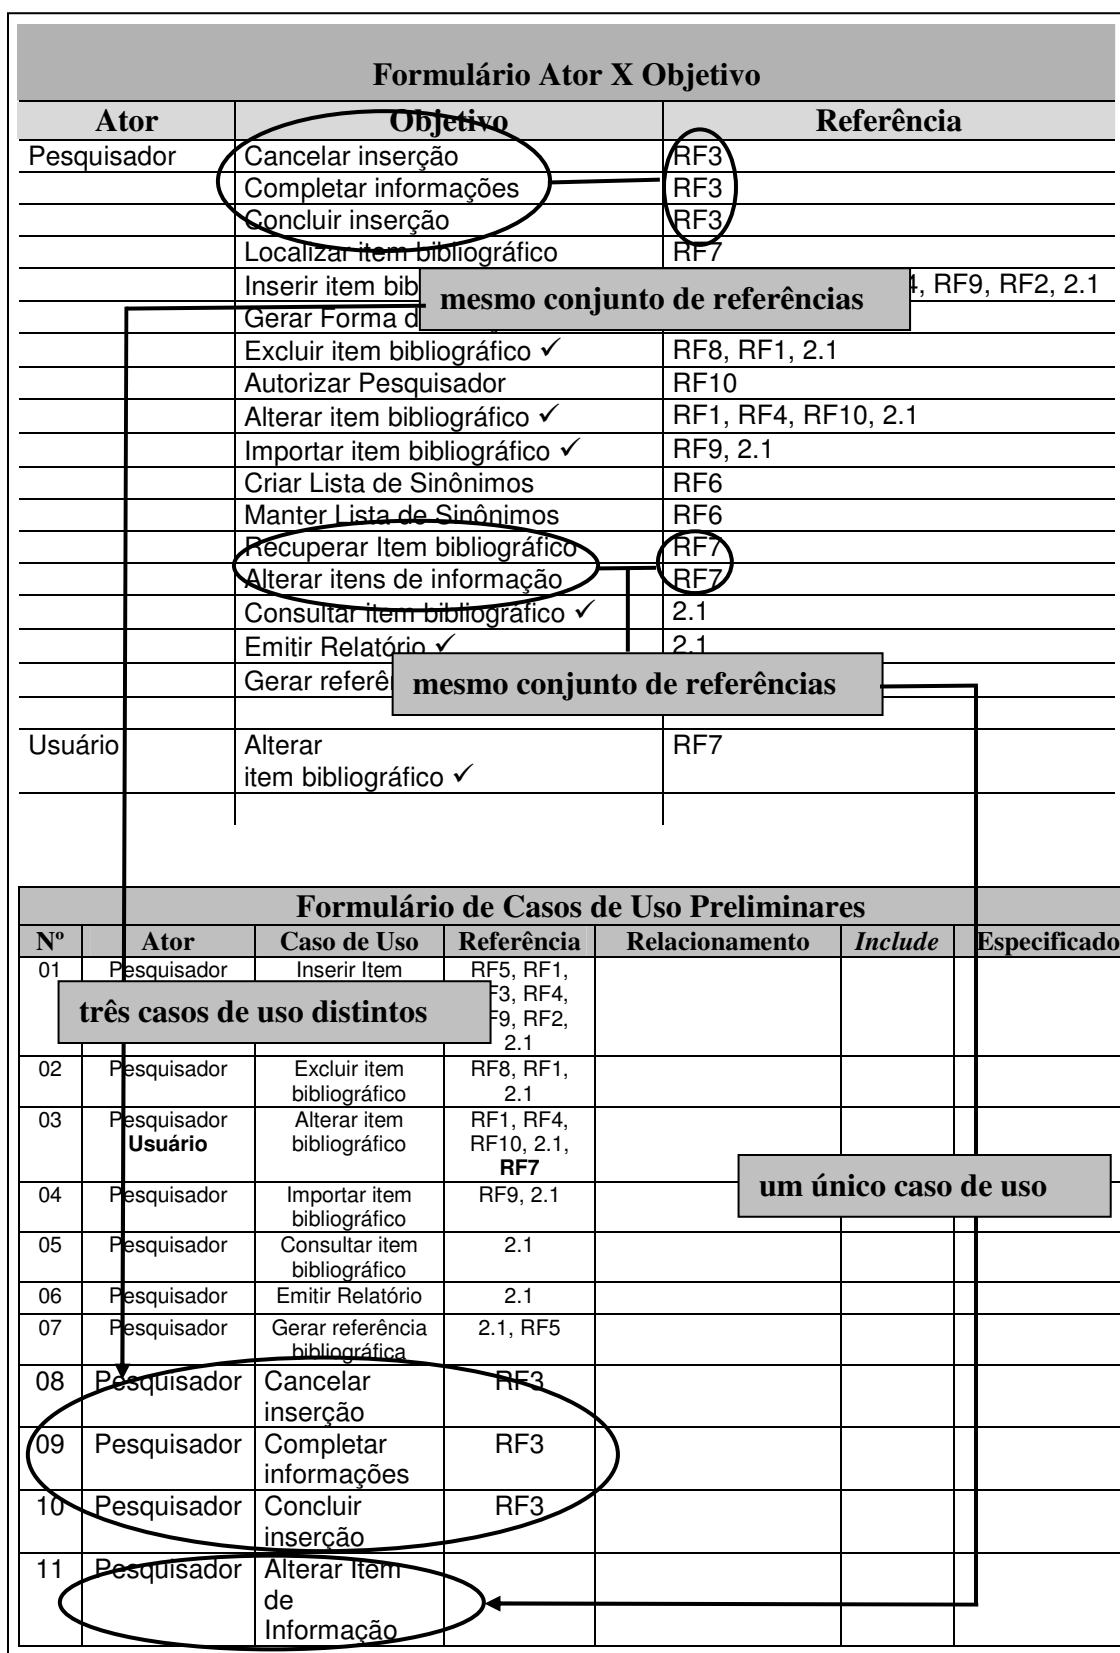 Formulário Ator X Objetivo
Ator Objetivo Referência
Pesquisador Cancelar inserção RF3
Completar informações RF3
Concluir inserção RF3
Localizar item bibliográfico RF7
Inserir item , RF9, RF2, 2.1
mesmo conjunto de referências
Gerar Forma
Excluir item bibliográfico ✓ RF8, RF1, 2.1
Autorizar Pesquisador RF10
Alterar item bibliográfico ✓ RF1, RF4, RF10, 2.1
Importar item bibliográfico ✓ RF9, 2.1
Criar Lista de Sinônimos RF6
Manter Lista de Sinônimos RF6
Recuperar Item bibliográfico RF7
Alterar itens de informação RF7
Consultar item bibliográfico ✓ 2.1
Emitir Relatório ✓ 2.1
Gerar
mesmo conjunto de referências
Usuário Alterar RF7
item bibliográfico ✓
Formulário de Casos de Uso Preliminares
Nº Ator Caso de Uso Referência Relacionamento Include Especificado
01 Pesquisador Inserir Item RF5, RF1,
F3, RF4,
três casos de uso distintos
F9, RF2,
2.1
02 Pesquisador Excluir item RF8, RF1,
bibliográfico 2.1
03 Pesquisador Alterar item RF1, RF4,
Usuário bibliográfico RF10, 2.1,
RF7
um único caso de uso
04 Pesquisador Importar item RF9, 2.1
bibliográfico
05 Pesquisador Consultar item 2.1
bibliográfico
06 Pesquisador Emitir Relatório 2.1
07 Pesquisador Gerar referência 2.1, RF5
bibliográfica
08 Pesquisador Cancelar RF3
inserção
09 Pesquisador Completar RF3
informações
10 Pesquisador Concluir RF3
inserção
11 Pesquisador Alterar Item
de
Informação